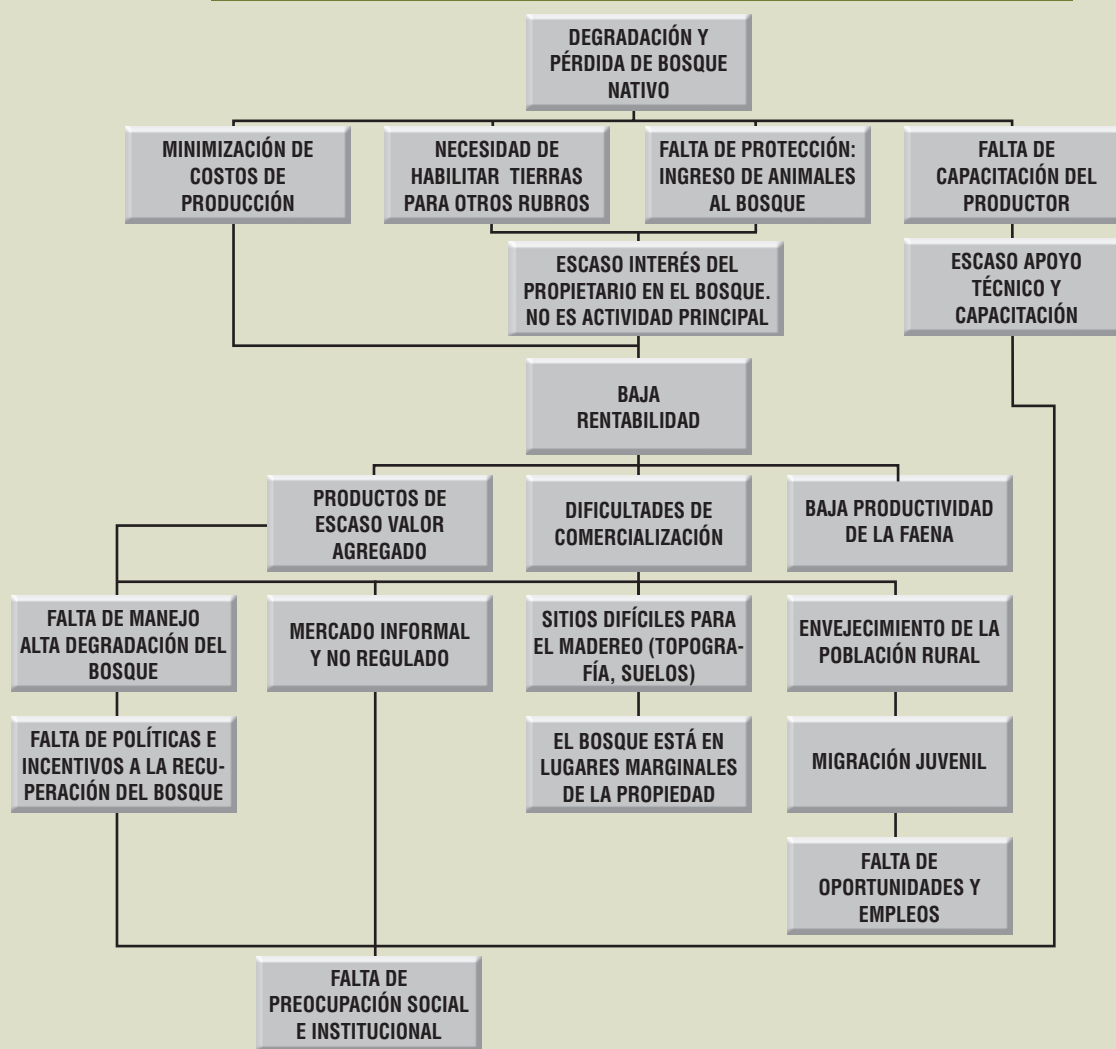 DEGRADACIÓN Y
PÉRDIDA DE BOSQUE
NATIVO
MINIMIZACIÓN DE
COSTOS DE
PRODUCCIÓN
NECESIDAD DE
HABILITAR TIERRAS
PARA OTROS RUBROS
FALTA DE PROTECCIÓN:
INGRESO DE ANIMALES
AL BOSQUE
FALTA DE
CAPACITACIÓN DEL
PRODUCTOR
ESCASO INTERÉS DEL
PROPIETARIO EN EL BOSQUE.
NO ES ACTIVIDAD PRINCIPAL
ESCASO APOYO
TÉCNICO Y
CAPACITACIÓN
BAJA
RENTABILIDAD
PRODUCTOS DE
ESCASO VALOR
AGREGADO
DIFICULTADES DE
COMERCIALIZACIÓN
BAJA PRODUCTIVIDAD
DE LA FAENA
FALTA DE MANEJO
ALTA DEGRADACIÓN DEL
BOSQUE
MERCADO INFORMAL
Y NO REGULADO
SITIOS DIFÍCILES PARA
EL MADEREO (TOPOGRA-
FÍA, SUELOS)
ENVEJECIMIENTO DE LA
POBLACIÓN RURAL
FALTA DE POLÍTICAS E
INCENTIVOS A LA RECU-
PERACIÓN DEL BOSQUE
EL BOSQUE ESTÁ EN
LUGARES MARGINALES
DE LA PROPIEDAD
MIGRACIÓN JUVENIL
FALTA DE
OPORTUNIDADES Y
EMPLEOS
FALTA DE
PREOCUPACIÓN SOCIAL
E INSTITUCIONAL